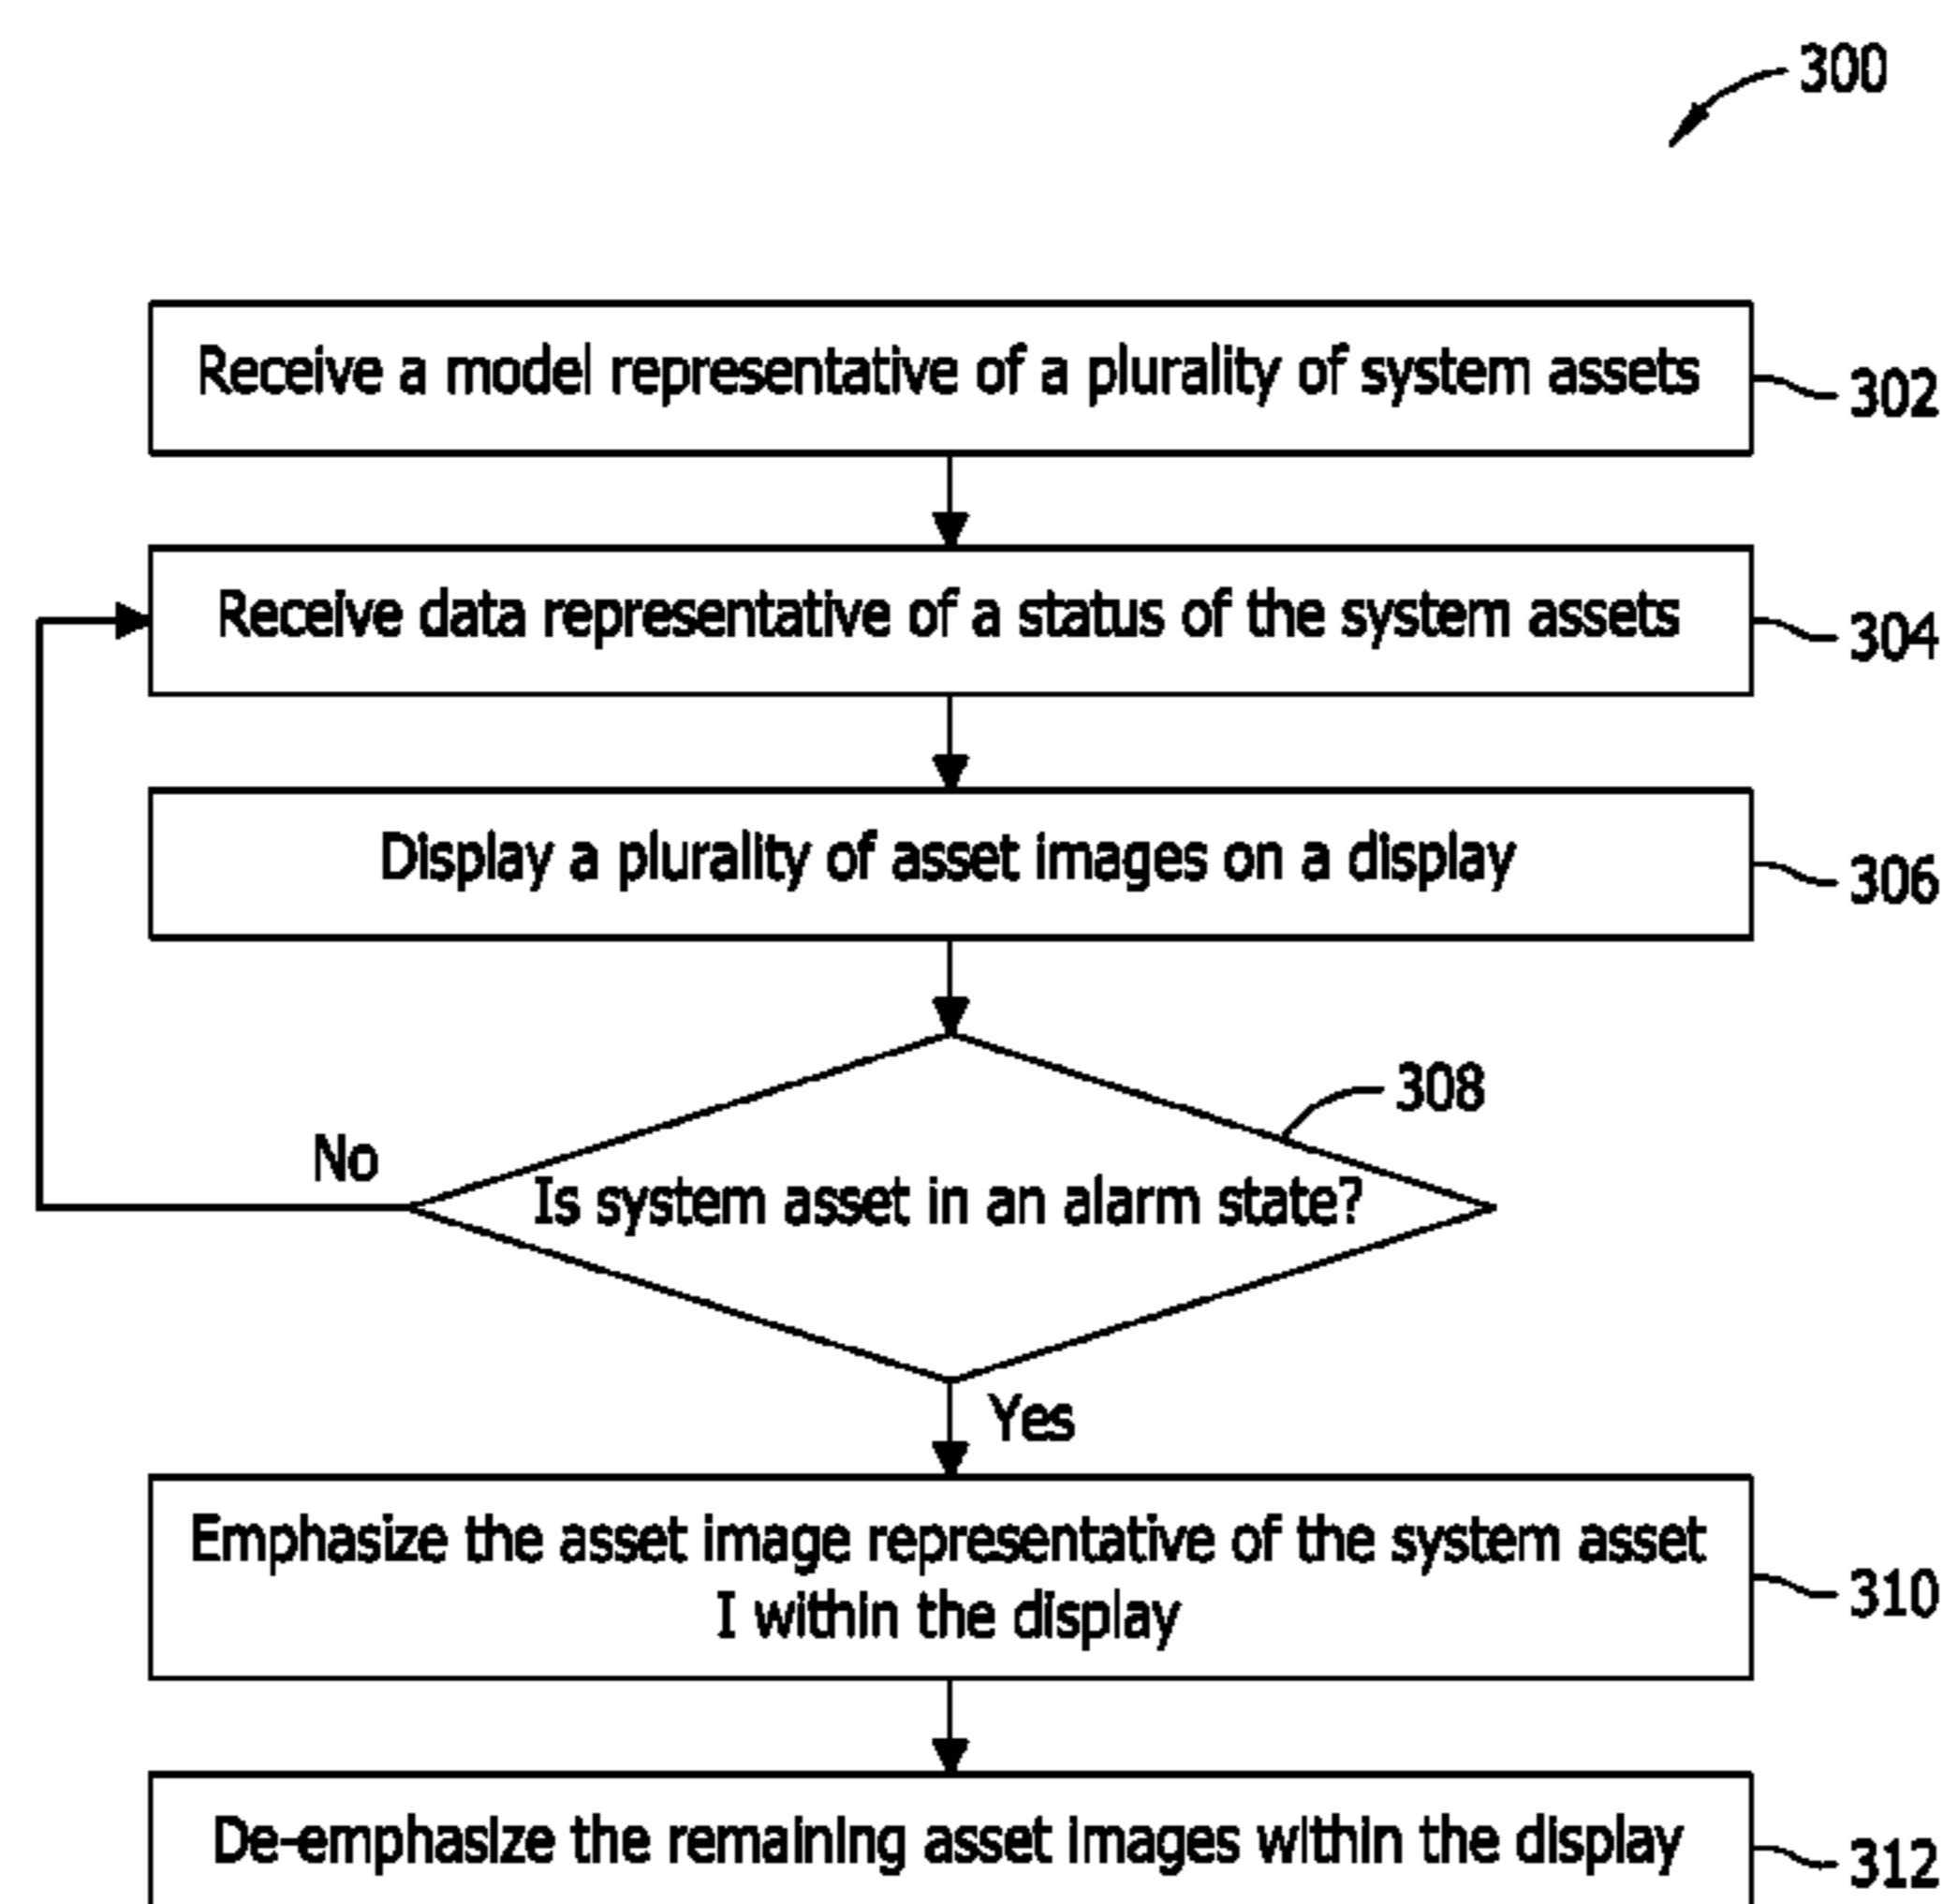 300
Receive a model representative of a plurality of system assets
302
Receive data representative of a status of the system assets
304
Display a plurality of asset images on a display
306
308
No
Is system asset in an alarm state?
Yes
Emphasize the asset image representative of the system asset
I within the display
310
De-emphasize the remaining asset images within the display
312